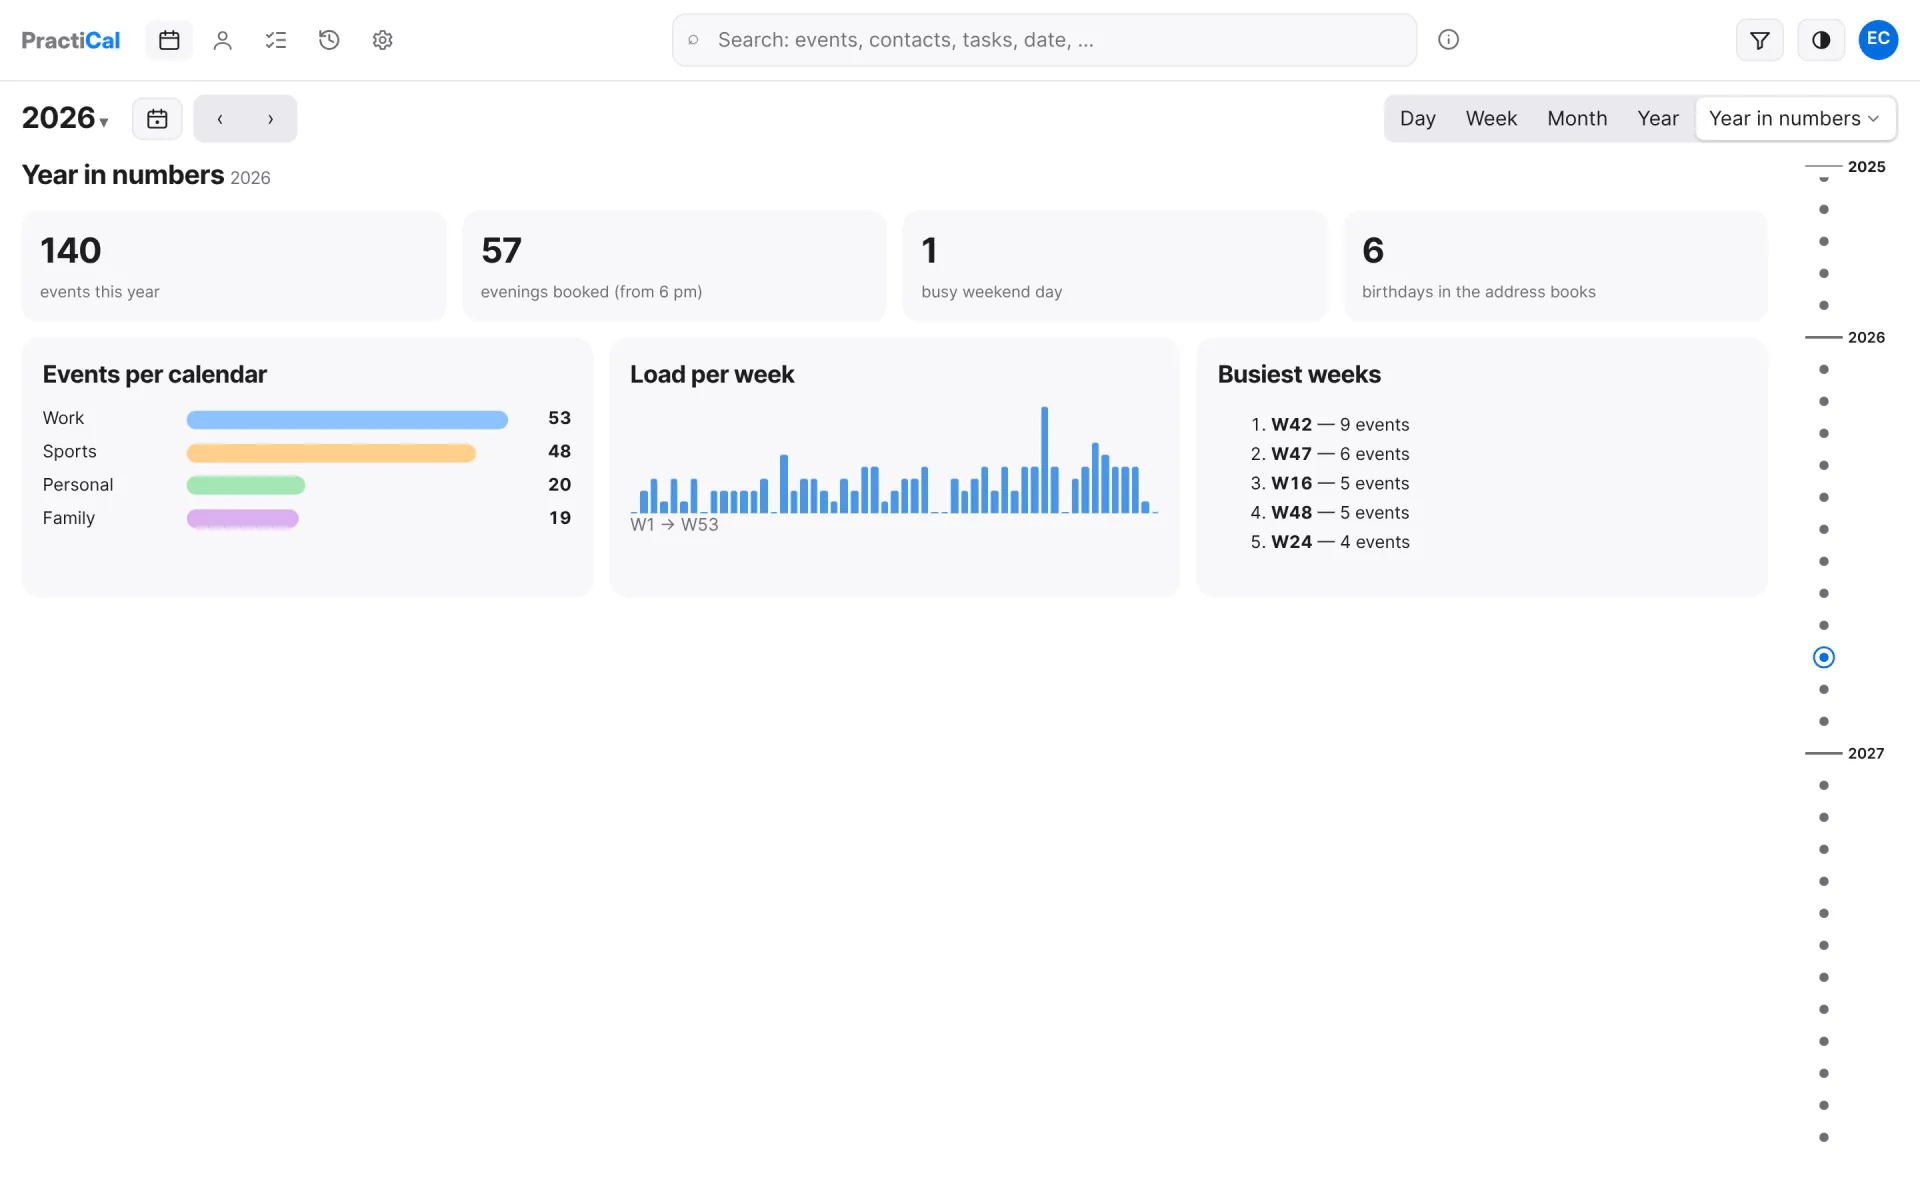 PractiCal
Search: events, contacts, tasks, date, ...
EC
2026
Day
Week
Month
Year
Year in numbers
Year in numbers 2026
140
events this year
57
evenings booked (from 6 pm)
1
busy weekend day
6
birthdays in the address books
Events per calendar
Work 53
Sports 48
Personal 20
Family 19
Load per week
W1 → W53
Busiest weeks
1. W42 — 9 events
2. W47 — 6 events
3. W16 — 5 events
4. W48 — 5 events
5. W24 — 4 events
2025
2026
2027